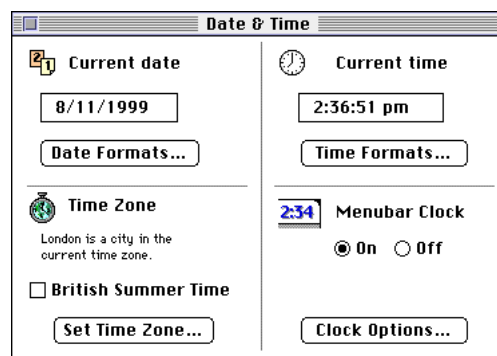 Date & Time
2 1 Current date
8/11/1999
Date Formats...
Current time
2:36:51 pm
Time Formats...
Time Zone
London is a city in the
current time zone.
British Summer Time
Set Time Zone...
2:34 Menubar Clock
On Off
Clock Options...